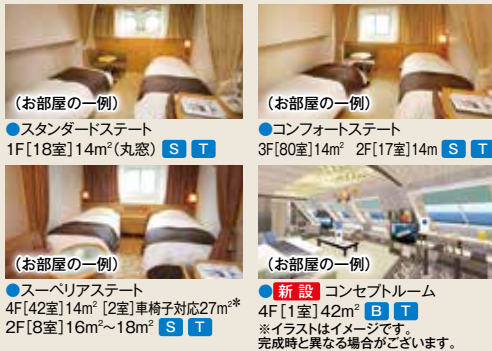 (お部屋の一例)
●スタンダードステート
1F[18室]14m²(丸窓) S T
(お部屋の一例)
●コンフォートステート
3F[80室]14m² 2F[17室]14m S T
(お部屋の一例)
●スーペリアステート
4F[42室]14m² [2室]車椅子対応27m²*
2F[8室]16m²～18m² S T
(お部屋の一例)
●新設 コンセプトルーム
4F[1室]42m² B T
※イラストはイメージです。
完成時と異なる場合がございます。